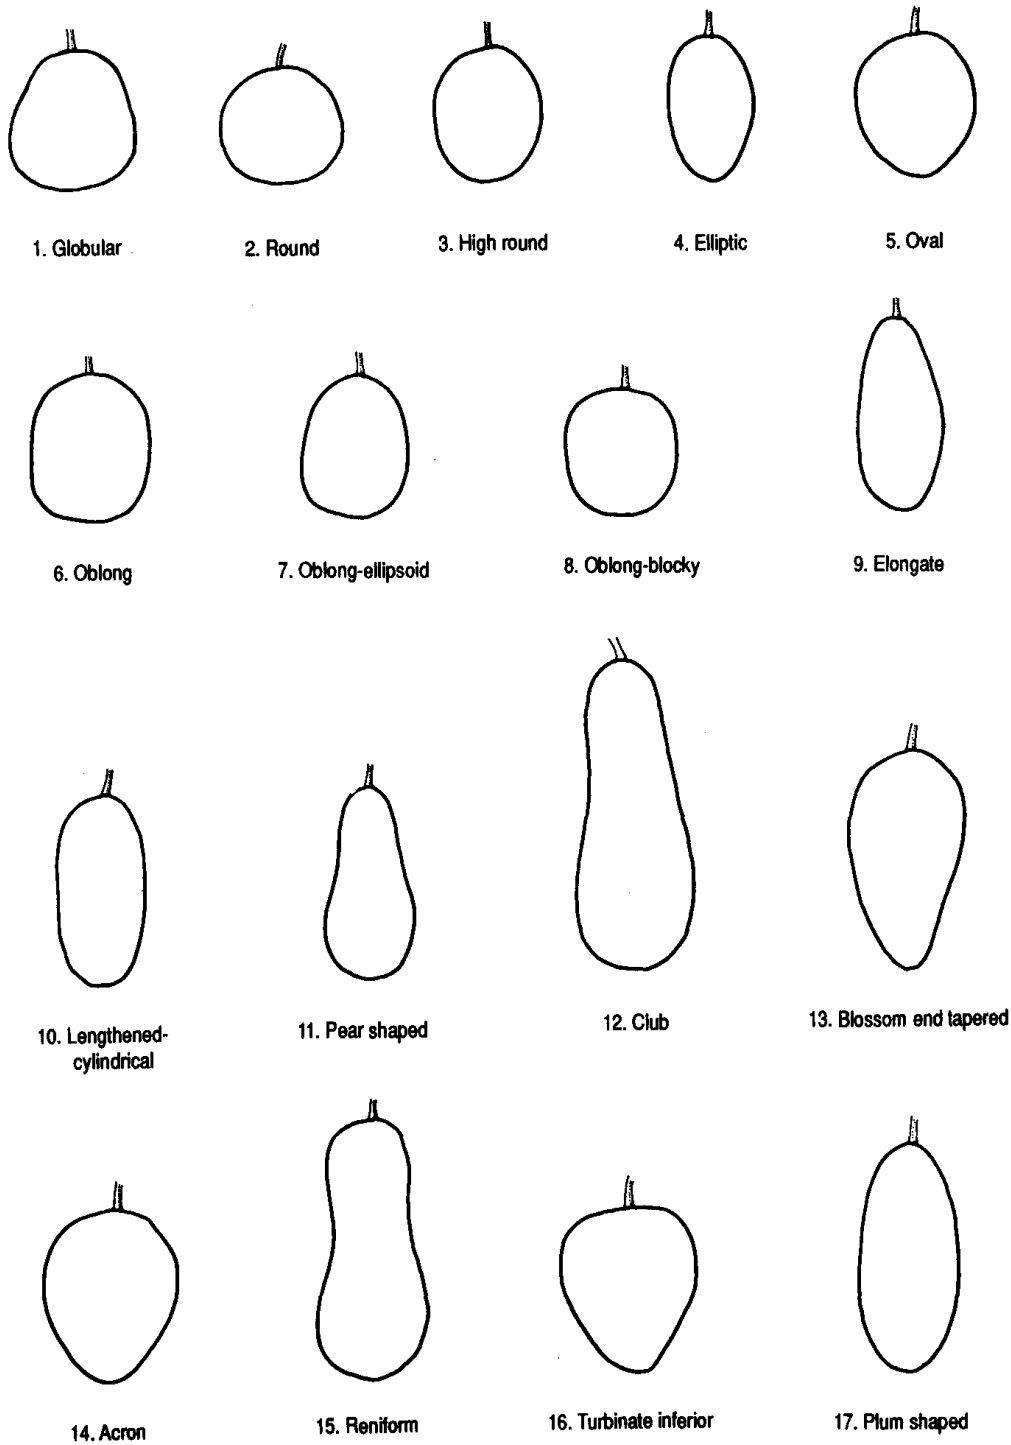 1. Globular
2. Round
3. High round
4. Elliptic
5. Oval
6. Oblong
7. Oblong-ellipsoid
8. Oblong-blocky
9. Elongate
10. Lengthened-
cylindrical
11. Pear shaped
12. Club
13. Blossom end tapered
14. Acron
15. Reniform
16. Turbinate inferior
17. Plum shaped